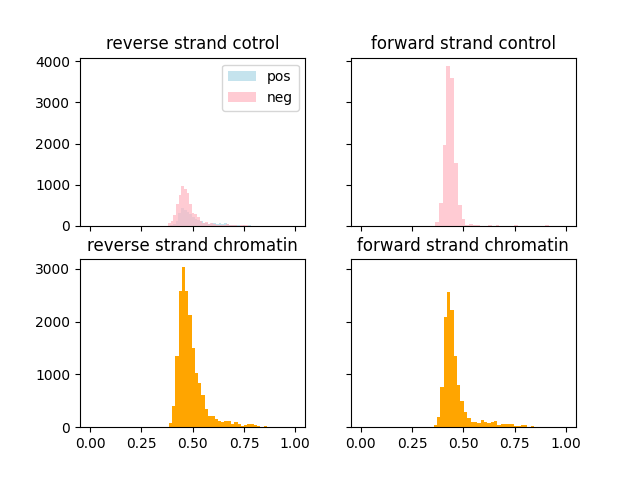 reverse strand cotrol
forward strand control
pos
neg
4000
3000
2000
1000
0
reverse strand chromatin
forward strand chromatin
3000
2000
1000
0
0.00 0.25 0.50 0.75 1.00
0.00 0.25 0.50 0.75 1.00